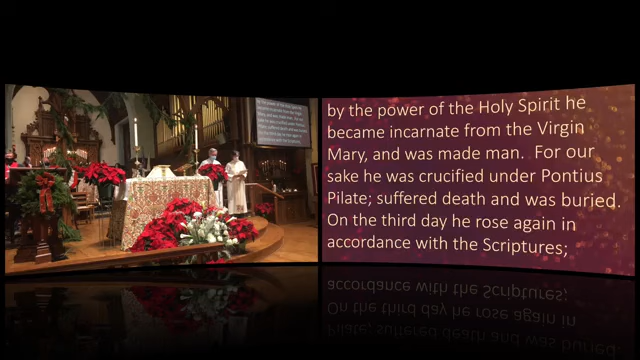 by the power of the Holy Spirit he
became incarnate from the Virgin
Mary, and was made man.  For our
sake he was crucified under Pontius
Pilate; suffered death and was buried.
On the third day he rose again in
accordance with the Scriptures;